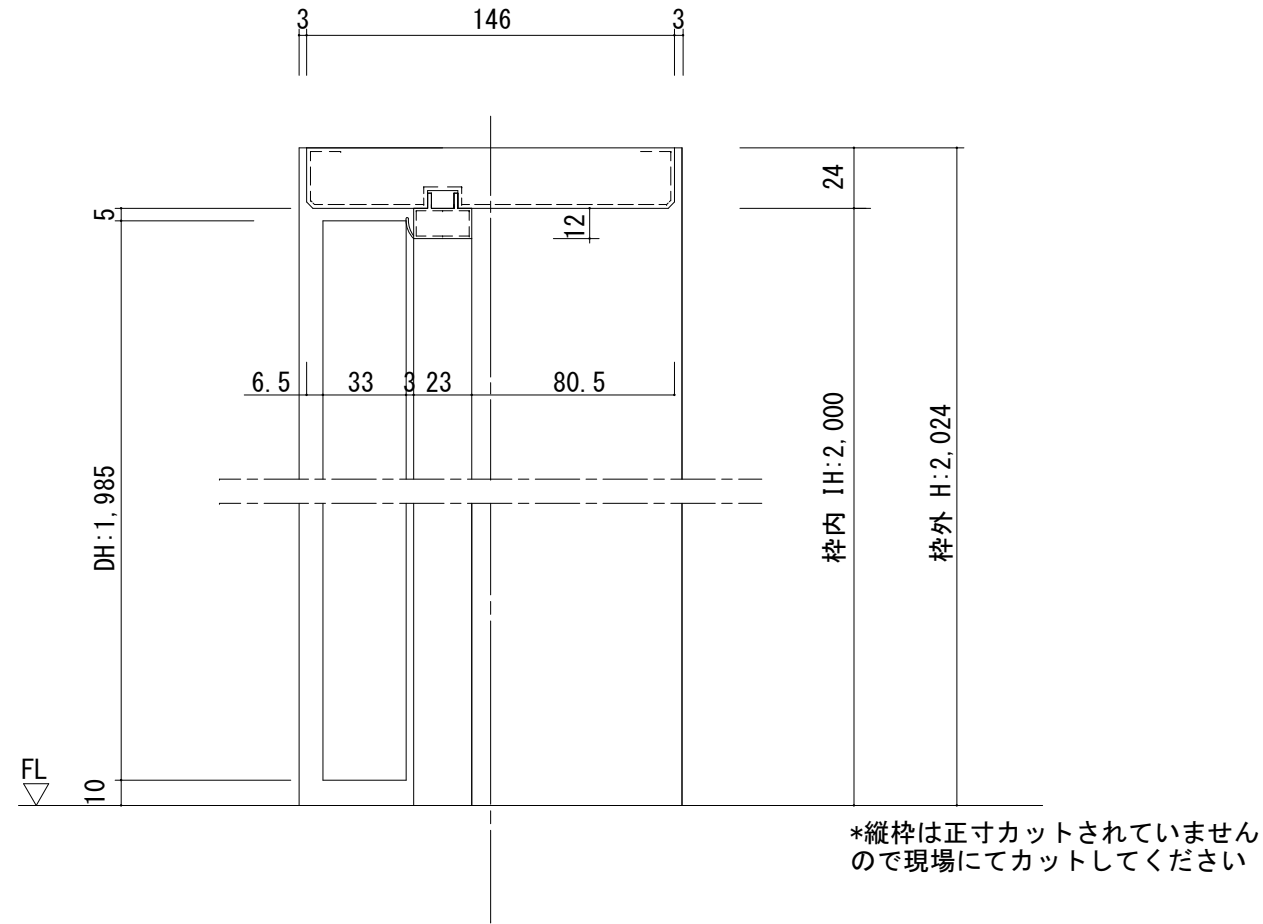 3 146 3
24
5
12
6.5 33 3 23 80.5
DH:1,985
枠内 IH:2,000
枠外 H:2,024
FL
10
*縦枠は正寸カットされていません
ので現場にてカットしてください